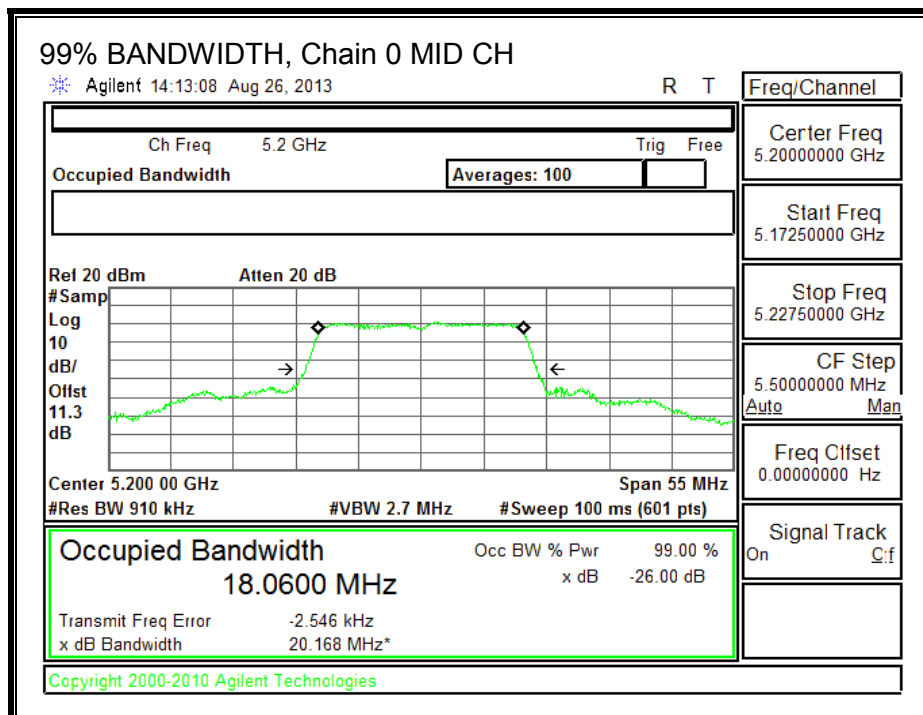 99% BANDWIDTH, Chain 0 MID CH
Agilent 14:13:08 Aug 26, 2013 R T
Freq/Channel
Ch Freq 5.2 GHz Trig Free
Occupied Bandwidth Averages: 100
Center Freq
5.20000000 GHz
Start Freq
5.17250000 GHz
Stop Freq
5.22750000 GHz
CF Step
5.50000000 MHz
Auto Man
Freq Offset
0.00000000 Hz
Signal Track
On Off
Ref 20 dBm Atten 20 dB
#Samp
Log
10
dB/
Offst
11.3
dB
Center 5.200 00 GHz Span 55 MHz
#Res BW 910 kHz #VBW 2.7 MHz #Sweep 100 ms (601 pts)
Occupied Bandwidth
18.0600 MHz
Occ BW % Pwr 99.00 %
x dB -26.00 dB
Transmit Freq Error -2.546 kHz
x dB Bandwidth 20.168 MHz*
Copyright 2000-2010 Agilent Technologies